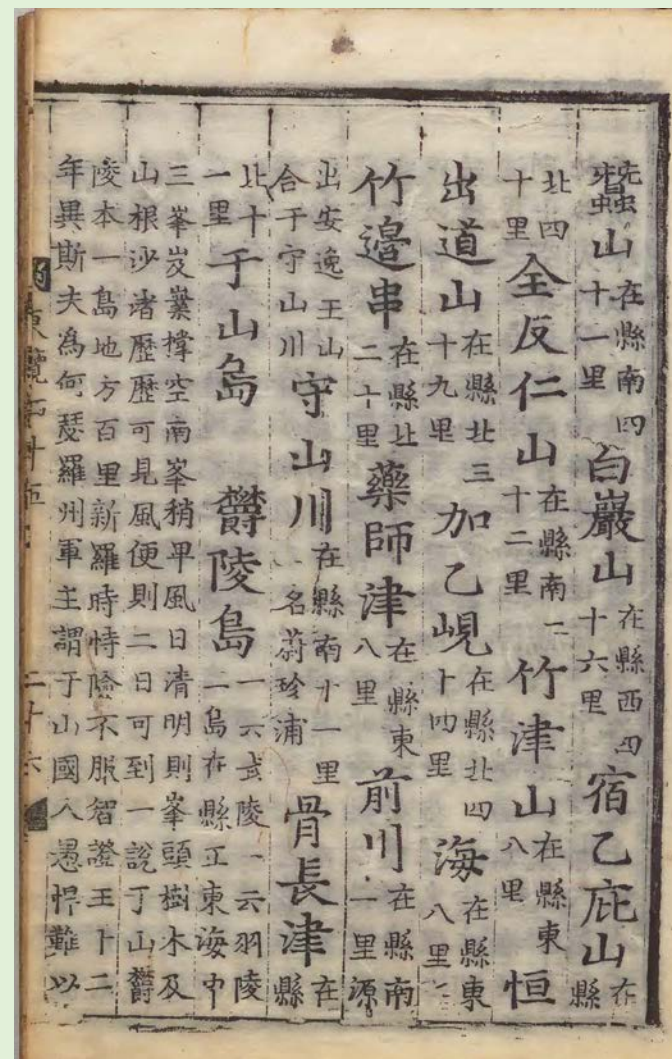 蠶山在縣南四十一里白巖山在縣西四十六里宿乙庇山在縣
北四十里全反仁山在縣南二十二里竹津山在縣東八里恒
出道山在縣北三十九里加乙峴在縣北四十四里海在縣東八里
竹邊串在縣北二十里藥師津在縣東八里前川在縣南一里源
出安逸王山合于守山川守山川在縣南十一里一名蔚珍浦骨長津在縣
北十一里于山島 鬱陵島一云武陵一云羽陵二島在縣正東海中
三峯岌嶪撑空南峯稍卑風日清明則峯頭樹木及
山根沙渚歷歷可見風便則二日可到一說于山鬱
陵本一島地方百里新羅時恃險不服智證王十二
年異斯夫爲何瑟羅州軍主謂于山國人愚悍難以
二十六